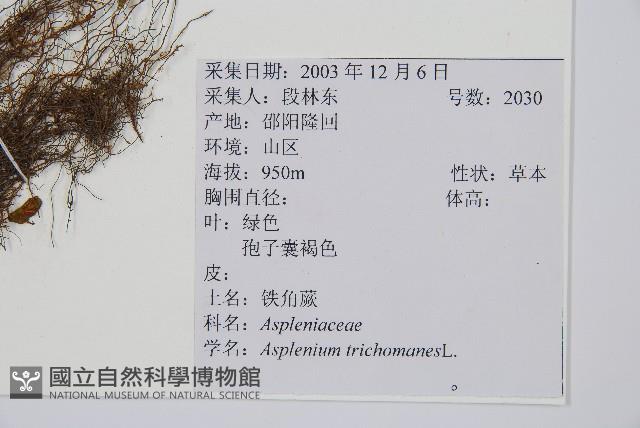 采集日期：2003 年 12 月 6 日
采集人：段林东 号数：2030
产地：邵阳隆回
环境：山区
海拔：950m 性状：草本
胸围直径： 体高：
叶：绿色
孢子囊褐色
皮：
土名：铁角蕨
科名：Aspleniaceae
学名：Asplenium trichomanesL.
。
國立自然科學博物館
NATIONAL MUSEUM OF NATURAL SCIENCE